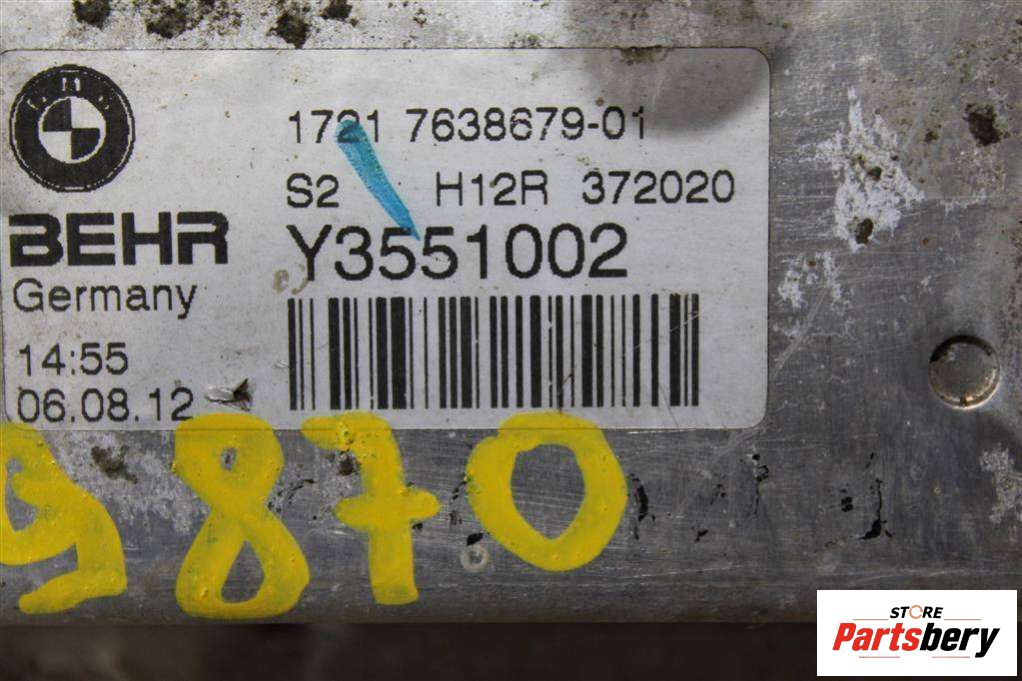 1721 7638679-01
S2 H12R 372020
BEHR
Y3551002
Germany
14:55
06.08.12
9870
STORE
Partsbery